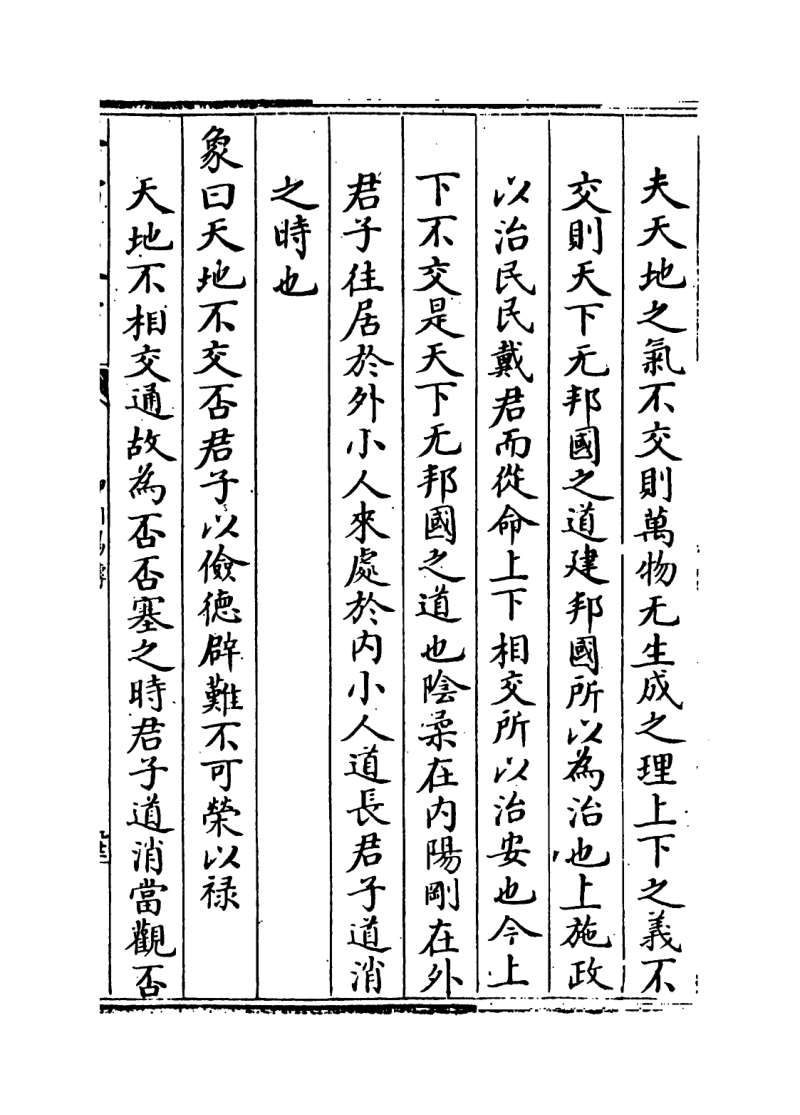 夫天地之氣不交則萬物无生成之理上下之義不
交則天下无邦國之道建邦國所以為治也上施政
以治民民戴君而從命上下相交所以治安也今上
下不交是天下无邦國之道也陰柔在内陽剛在外
君子往居於外小人來處於内小人道長君子道消
之時也
象曰天地不交否君子以儉德辟難不可榮以禄
天地不相交通故為否否塞之時君子道消當觀否